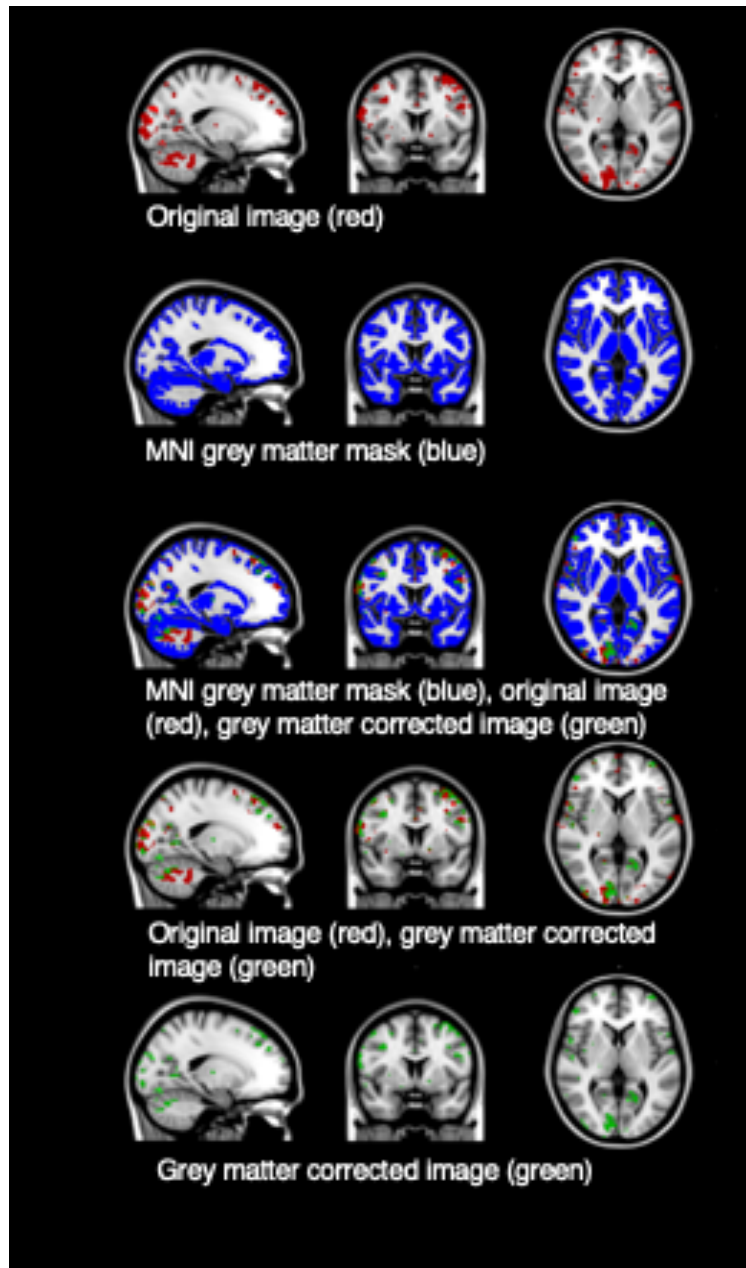 Original image (red)
MNI grey matter mask (blue)
MNI grey matter mask (blue), original image
(red), grey matter corrected image (green)
Original image (red), grey matter corrected
image (green)
Grey matter corrected image (green)